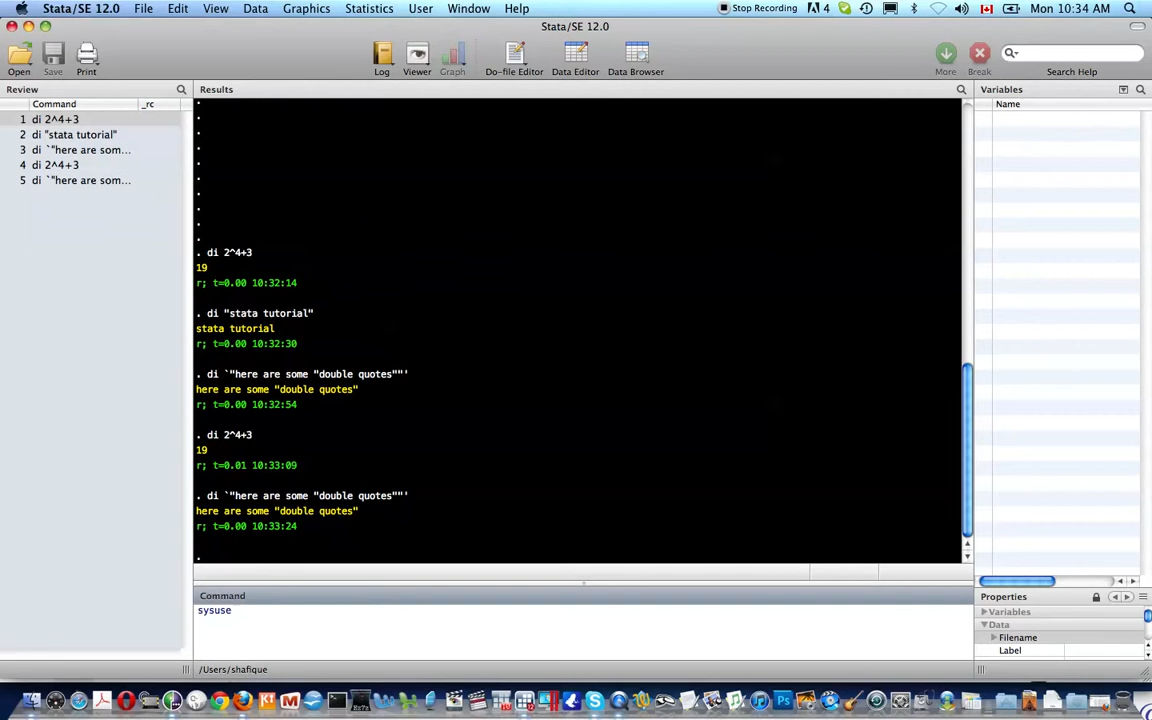 Stata/SE 12.0 File Edit View Data Graphics Statistics User Window Help Stop Recording 4 Mon 10:34 AM
Stata/SE 12.0
Open Save Print Log Viewer Graph Do-file Editor Data Editor Data Browser More Break Search Help
Review Results Variables
Command _rc Name
1 di 2^4+3
2 di "stata tutorial"
3 di `"here are som...
4 di 2^4+3
5 di `"here are som...
.
.
.
.
.
.
.
.
.
.
. di 2^4+3
19
r; t=0.00 10:32:14
. di "stata tutorial"
stata tutorial
r; t=0.00 10:32:30
. di `"here are some "double quotes""'
here are some "double quotes"
r; t=0.00 10:32:54
. di 2^4+3
19
r; t=0.01 10:33:09
. di `"here are some "double quotes""'
here are some "double quotes"
r; t=0.00 10:33:24
.
Command
sysuse
Properties
Variables
Data
Filename
Label
/Users/shafique